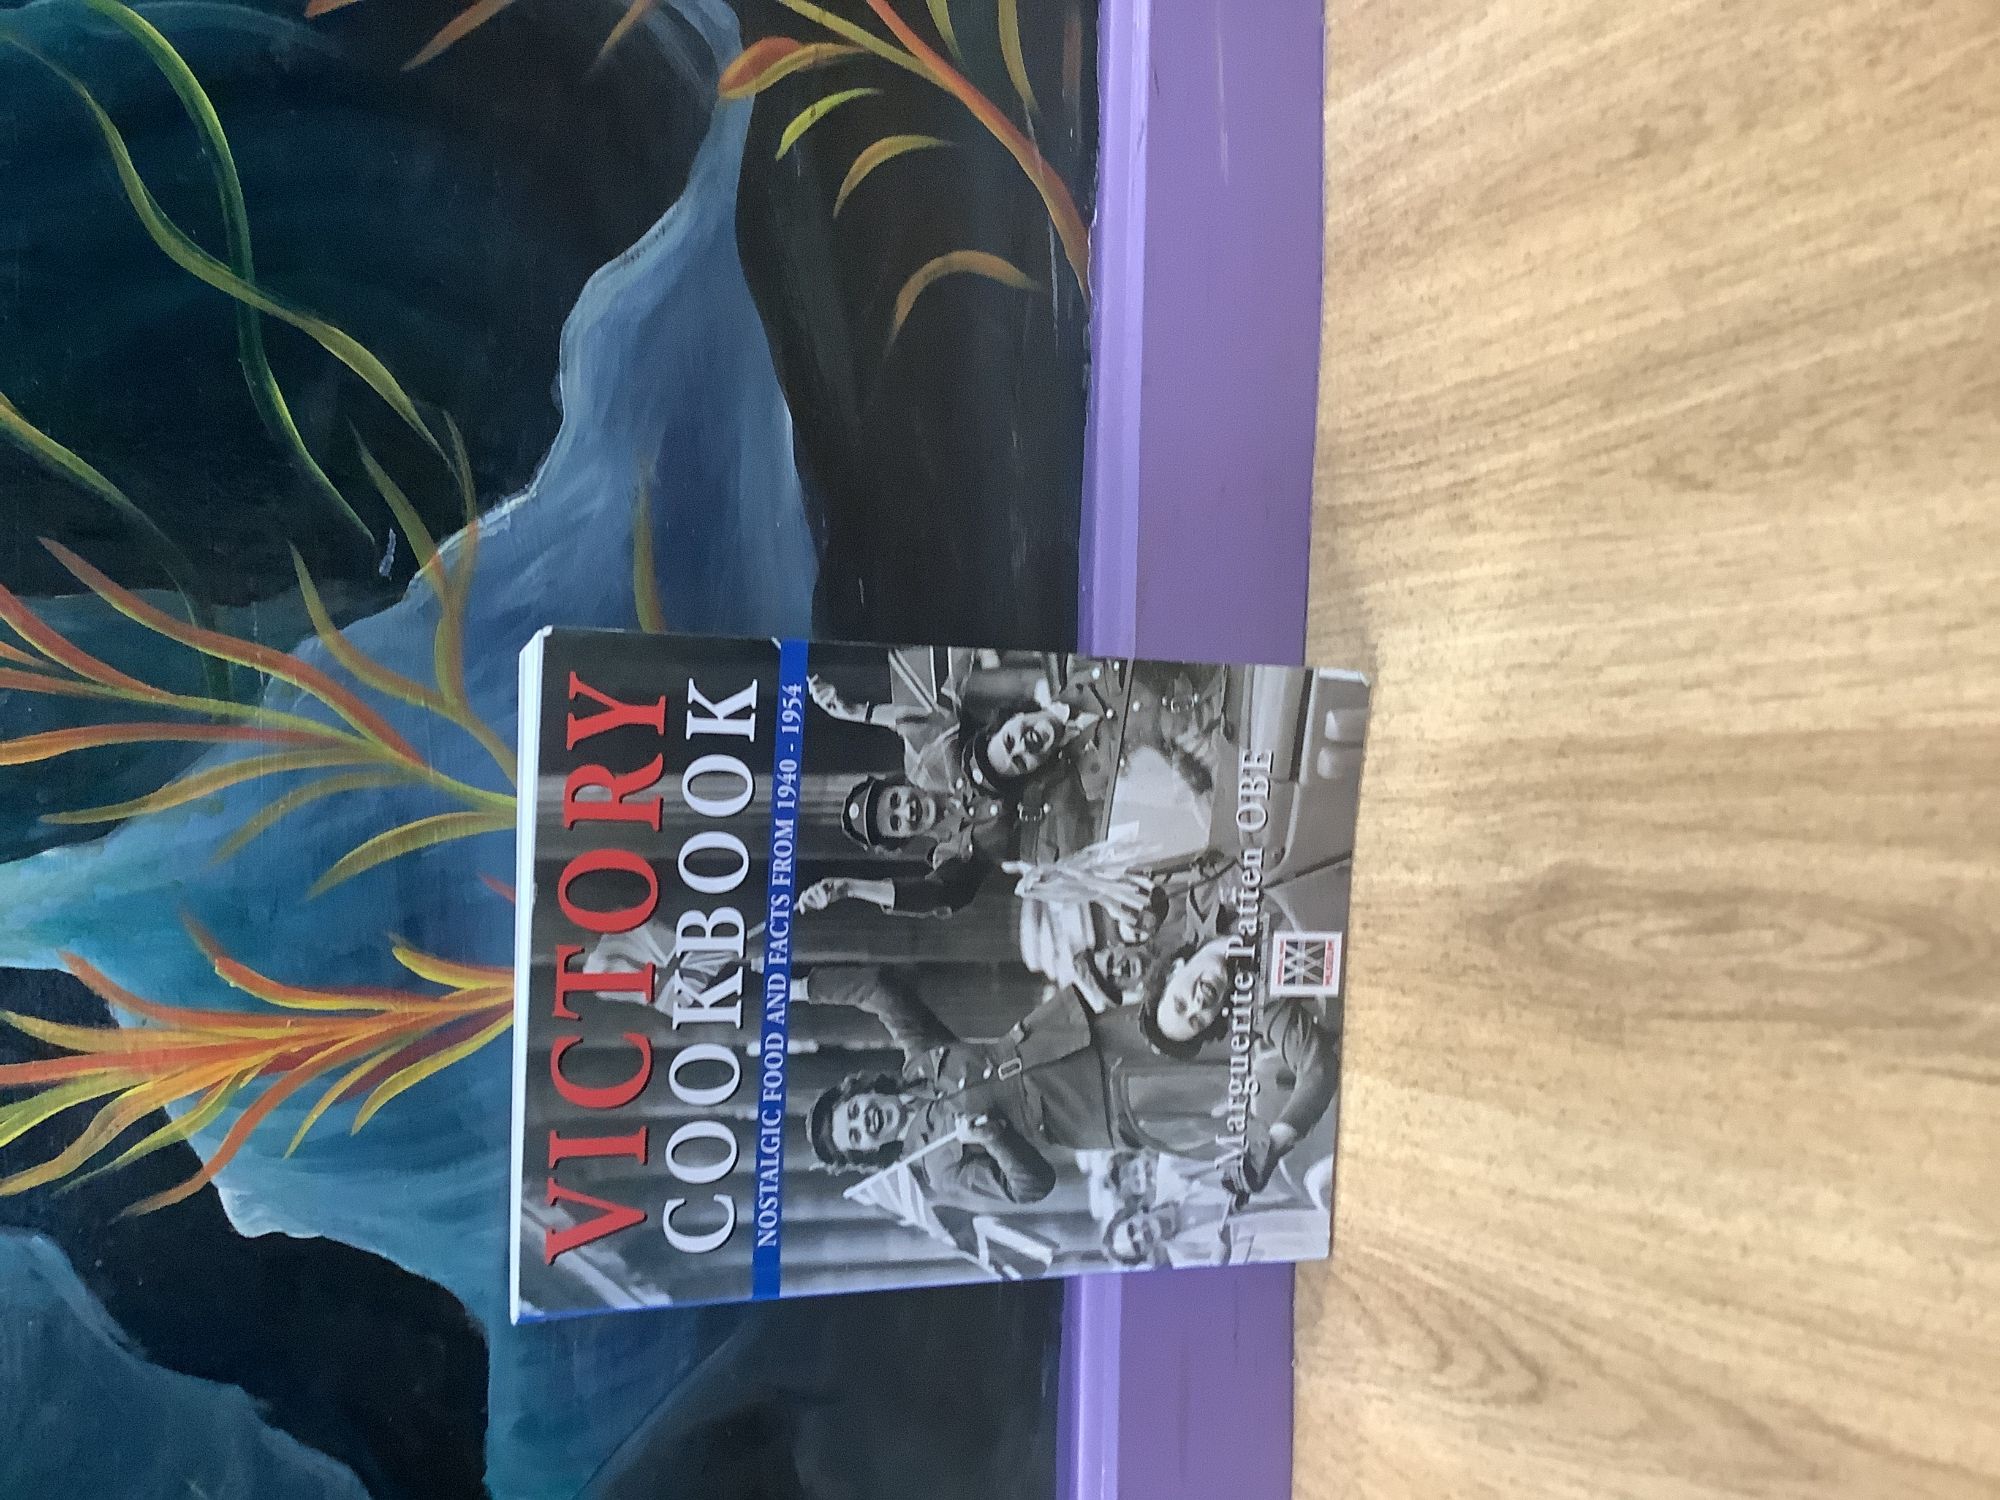 VICTORY
COOKBOOK
NOSTALGIC FOOD AND FACTS FROM 1940 - 1954
Marguerite Patten OBE